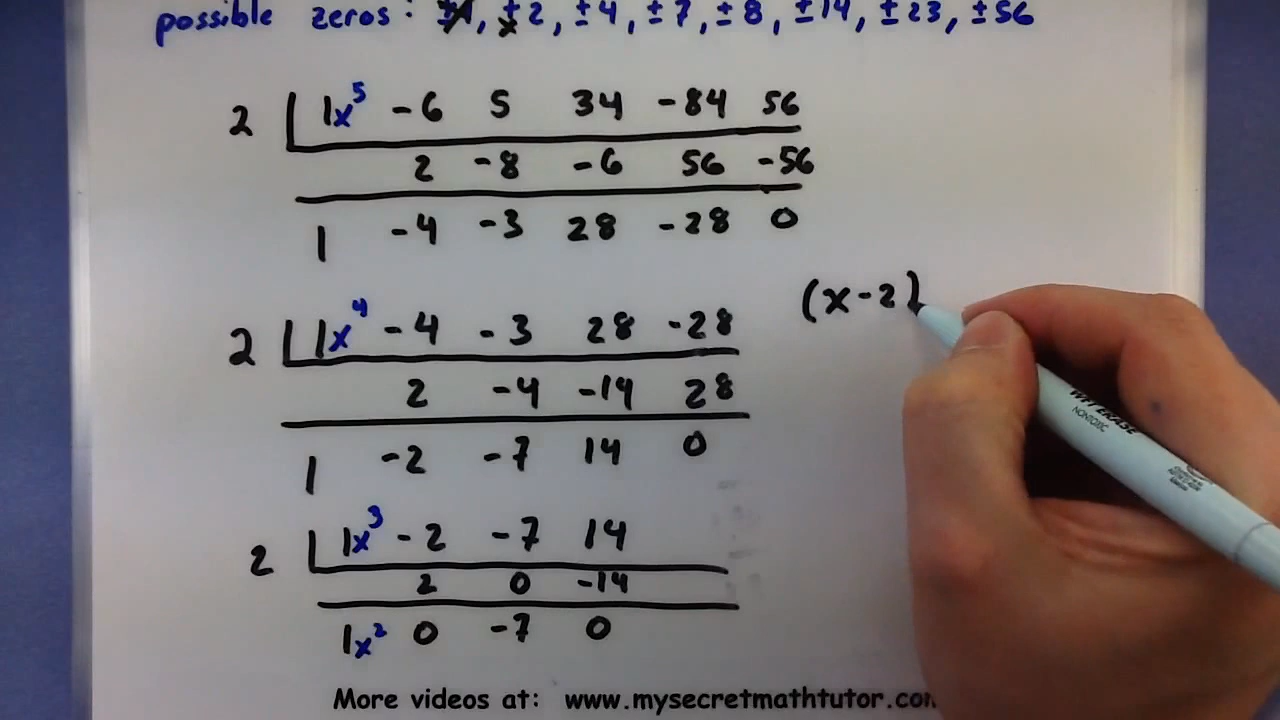 possible zeros: ±1, ±2, ±4, ±7, ±8, ±14, ±23, ±56
2 1x⁵ -6 5 34 -84 56
2 -8 -6 56 -56
1 -4 -3 28 -28 0
(x-2)
2 1x⁴ -4 -3 28 -28
2 -4 -14 28
1 -2 -7 14 0
2 1x³ -2 -7 14
2 0 -14
1x² 0 -7 0
WET ERASE
NONTOXIC
More videos at: www.mysecretmathtutor.com